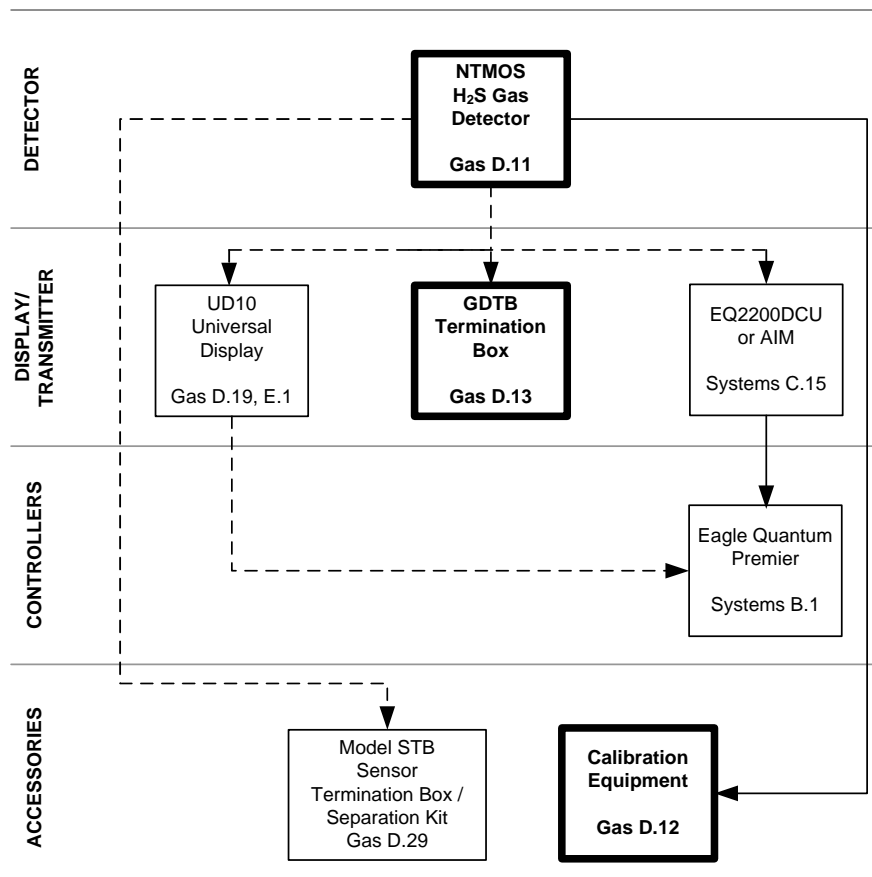 DETECTOR
NTMOS
H₂S Gas
Detector
Gas D.11
DISPLAY/
TRANSMITTER
UD10
Universal
Display
Gas D.19, E.1
GDTB
Termination
Box
Gas D.13
EQ2200DCU
or AIM
Systems C.15
CONTROLLERS
Eagle Quantum
Premier
Systems B.1
ACCESSORIES
Model STB
Sensor
Termination Box /
Separation Kit
Gas D.29
Calibration
Equipment
Gas D.12